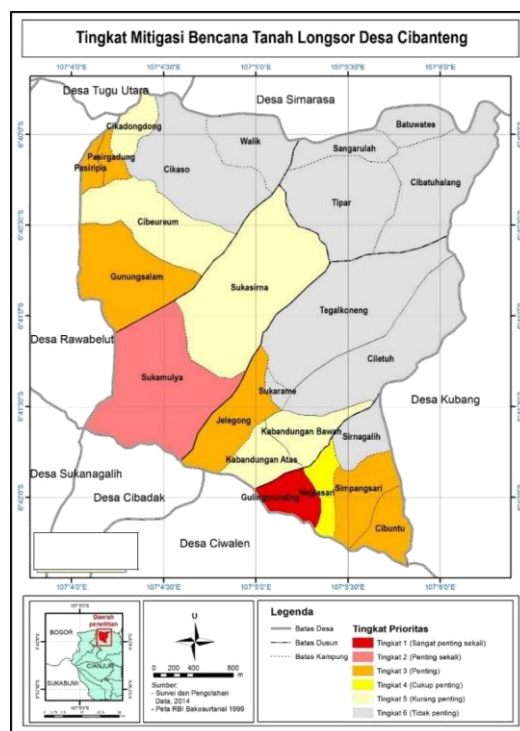 Tingkat Mitigasi Bencana Tanah Longsor Desa Cibanteng
107°4'0"E 107°4'30"E 107°5'0"E 107°5'30"E 107°6'0"E
Desa Tugu Utara
Desa Sirnarasa
Cikadongdong
Batuwates
Walik
Sangarulah
Pasirgadung
Pasiripis
Cikaso
Cibatuhalang
Tipar
Cibeureum
Gunungsalam
Sukasirna
Tegalkoneng
Desa Rawabelut
Ciletuh
Sukamulya
Sukarame
Desa Kubang
Jelegong
Kabandungan Bawah
Sirnagalih
Kabandungan Atas
Desa Sukanagalih
Gulingmunding
Neglasari
Simpangsari
Desa Cibadak
Cibuntu
Desa Ciwalen
107°4'0"E 107°4'30"E 107°5'0"E 107°5'30"E 107°6'0"E
Daerah
penelitian
BOGOR
CIANJUR
SUKABUMI
U
0 200 400 600 800
m
Sumber:
- Survei dan Pengolahan
Data, 2014
- Peta RBI Bakosurtanal 1999
Legenda
Batas Desa
Batas Dusun
Batas Kampung
Tingkat Prioritas
Tingkat 1 (Sangat penting sekali)
Tingkat 2 (Penting sekali)
Tingkat 3 (Penting)
Tingkat 4 (Cukup penting)
Tingkat 5 (Kurang penting)
Tingkat 6 (Tidak penting)